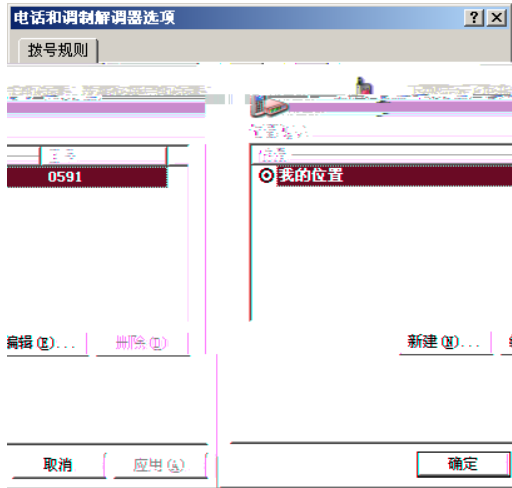 电话和调制解调器选项
拨号规则
区号
位置
0591
我的位置
编辑(E)...
删除(D)
新建(N)...
取消
应用(A)
确定